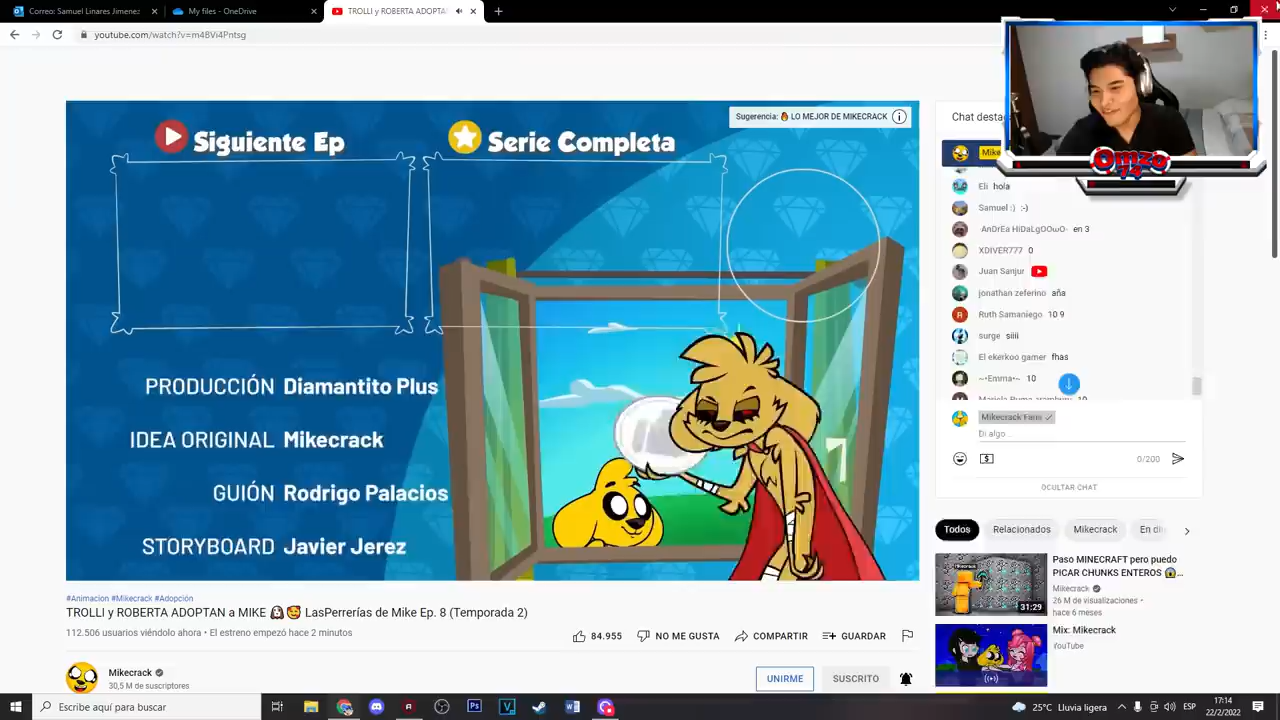 Correo: Samuel Linares Jimenez
My files - OneDrive
TROLLI y ROBERTA ADOPTA
youtube.com/watch?v=m4BVi4Pntsg
Siguiente Ep
Serie Completa
Sugerencia: 🔥 LO MEJOR DE MIKECRACK
PRODUCCIÓN Diamantito Plus
IDEA ORIGINAL Mikecrack
GUIÓN Rodrigo Palacios
STORYBOARD Javier Jerez
Omzo
74
Chat desta
Mike
Eli hola
Samuel :) :-)
AnDrEa HiDaLgOOwO- en 3
XDIVER777 0
Juan Sanjur
jonathan zeferino aña
Ruth Samaniego 10 9
surge siiii
El ekerkoo gamer fhas
~•Emma•~ 10
Mikecrack Fans
Di algo...
0/200
OCULTAR CHAT
Todos Relacionados Mikecrack En di
Paso MINECRAFT pero puedo
PICAR CHUNKS ENTEROS 😱...
Mikecrack
26 M de visualizaciones •
hace 6 meses
31:29
Mix: Mikecrack
YouTube
#Animacion #Mikecrack #Adopción
TROLLI y ROBERTA ADOPTAN a MIKE LasPerrerías de Mike Ep. 8 (Temporada 2)
112.506 usuarios viéndolo ahora • El estreno empezó hace 2 minutos
84.955 NO ME GUSTA COMPARTIR GUARDAR
Mikecrack
30,5 M de suscriptores
UNIRME SUSCRITO
Escribe aquí para buscar
25°C Lluvia ligera
ESP
17:14
22/2/2022